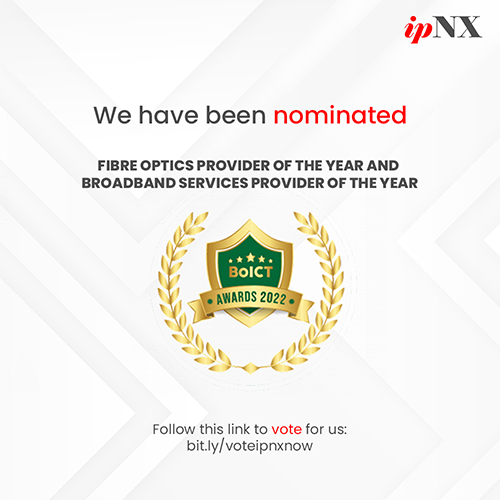 ipNX
We have been nominated
FIBRE OPTICS PROVIDER OF THE YEAR AND
BROADBAND SERVICES PROVIDER OF THE YEAR
BoICT
AWARDS 2022
Follow this link to vote for us:
bit.ly/voteipnxnow